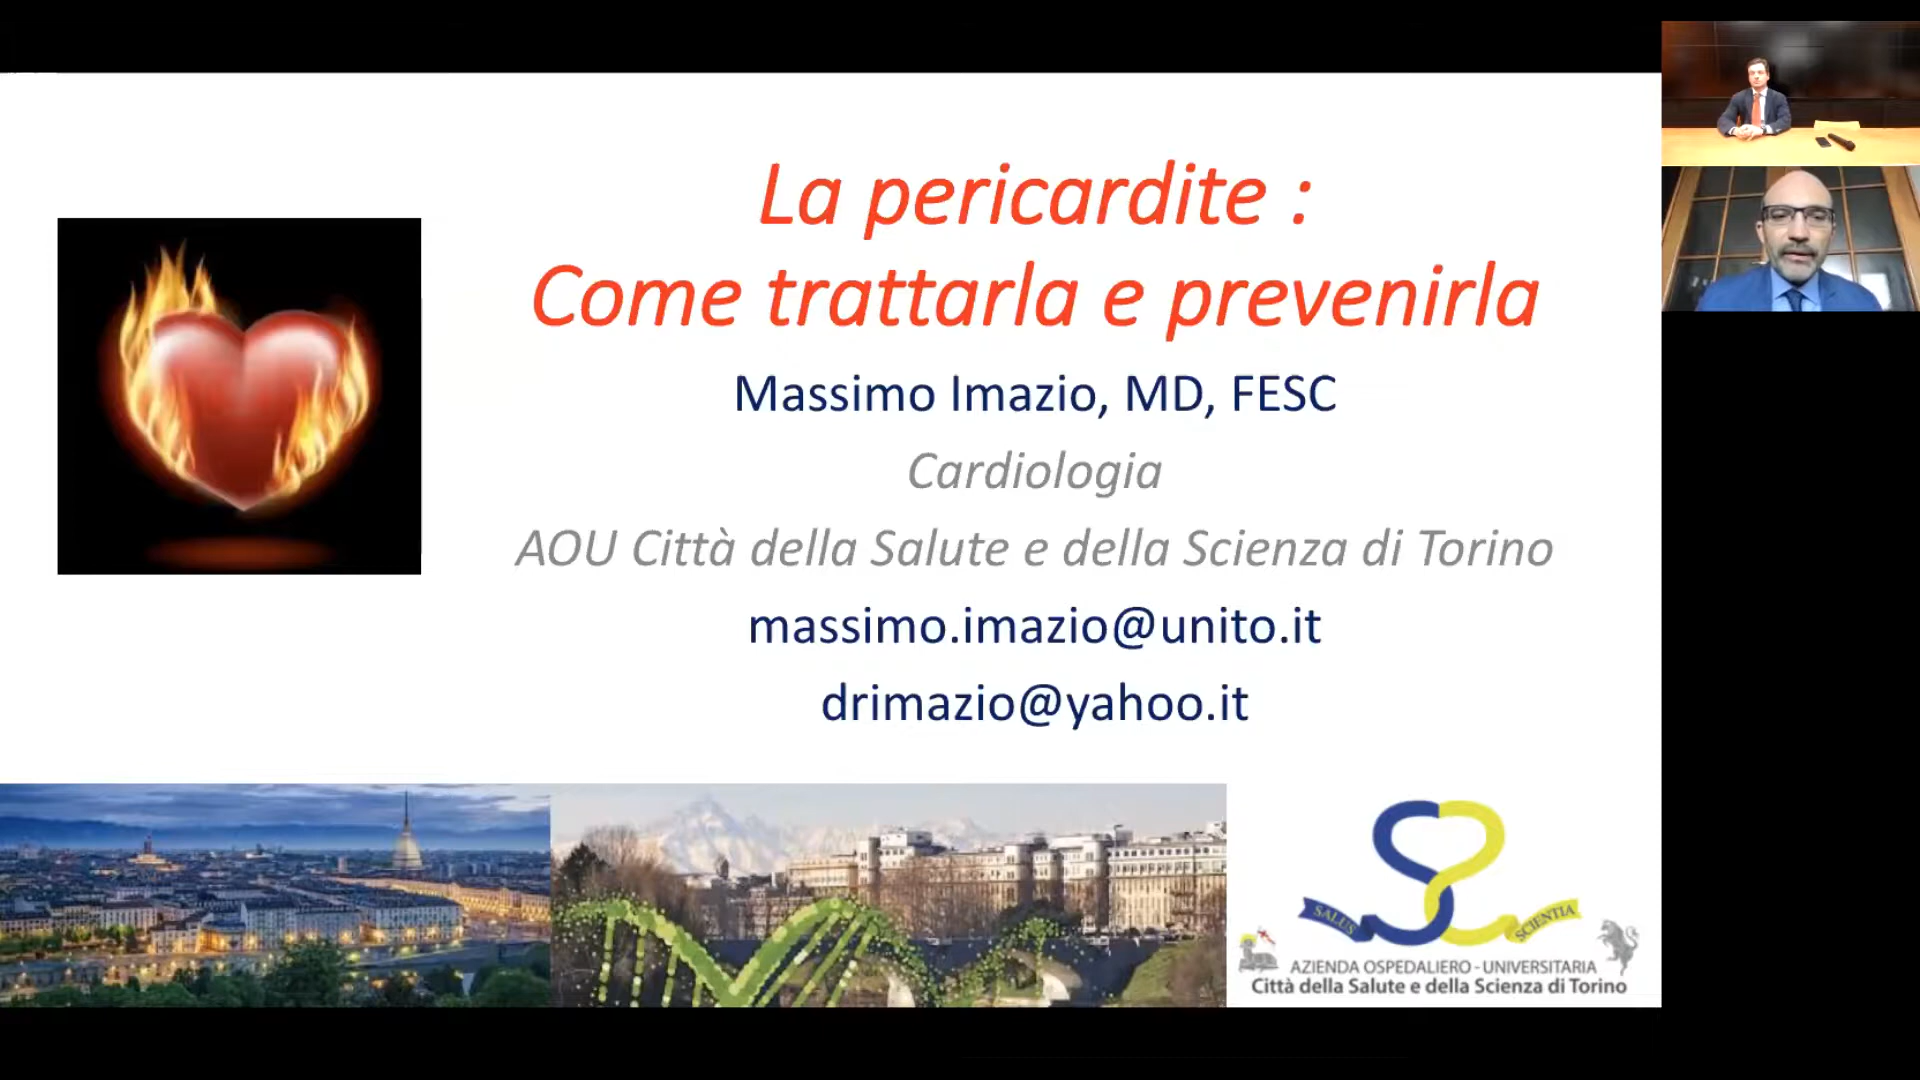 La pericardite :
Come trattarla e prevenirla
Massimo Imazio, MD, FESC
Cardiologia
AOU Città della Salute e della Scienza di Torino
massimo.imazio@unito.it
drimazio@yahoo.it
SALUS SCIENTIA
AZIENDA OSPEDALIERO - UNIVERSITARIA
Città della Salute e della Scienza di Torino